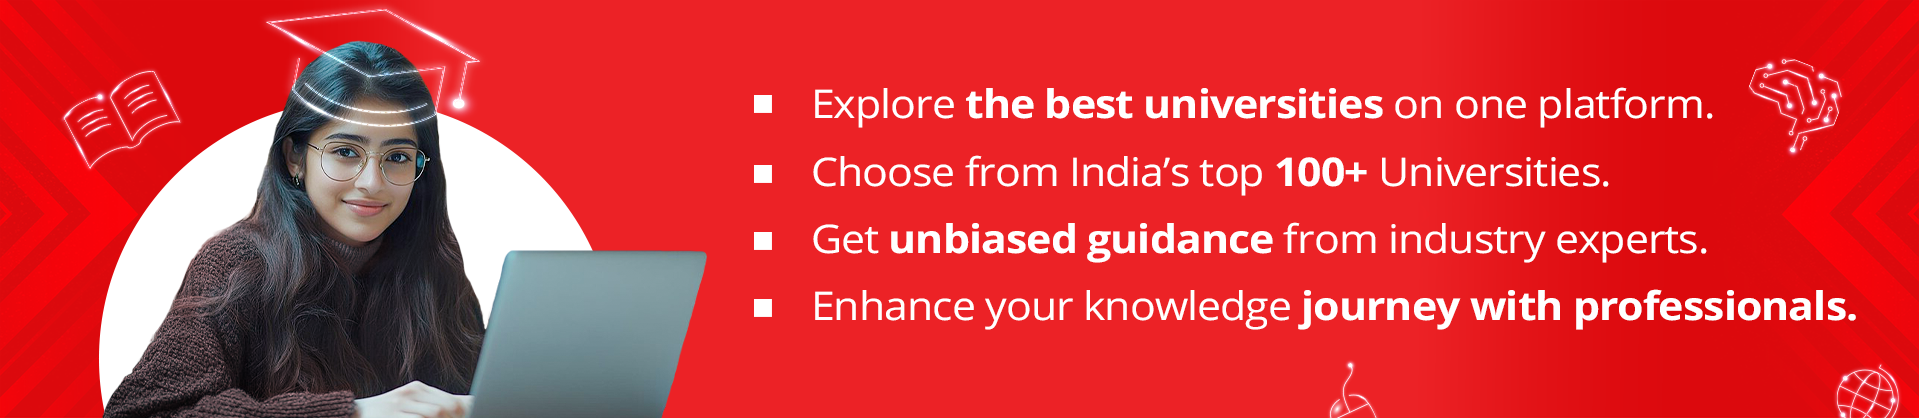 Explore the best universities on one platform.
Choose from India’s top 100+ Universities.
Get unbiased guidance from industry experts.
Enhance your knowledge journey with professionals.